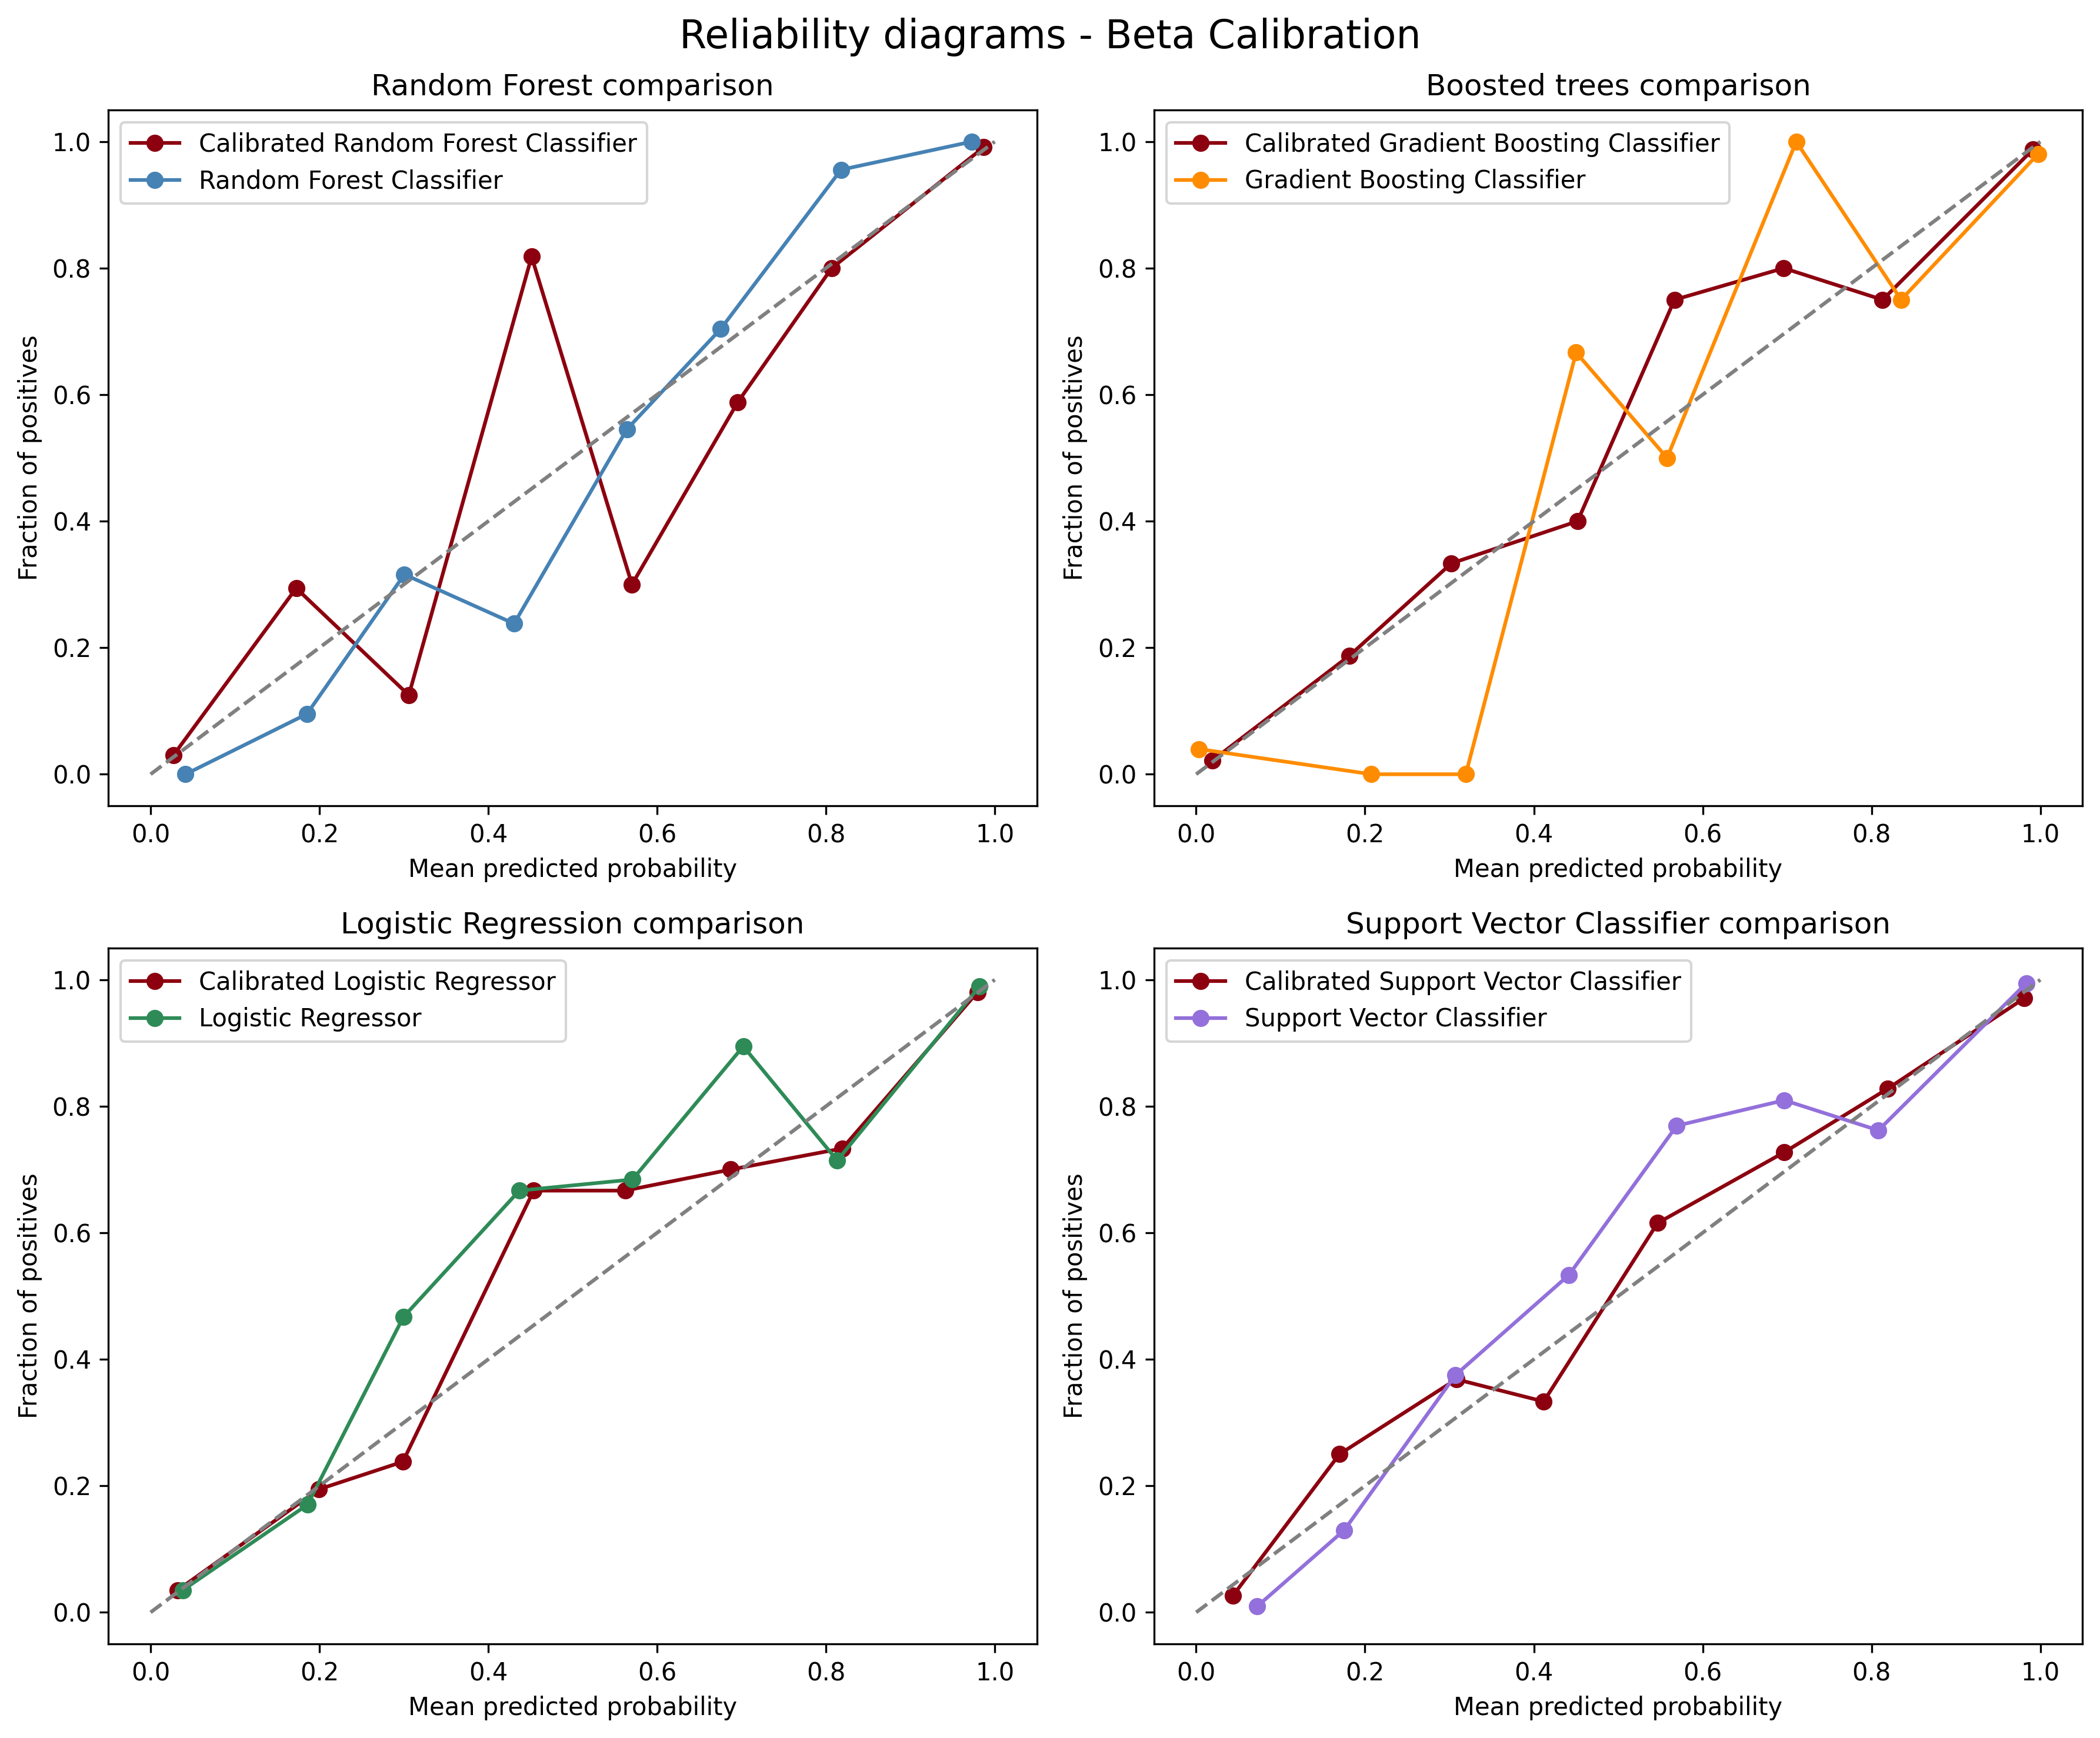 Reliability diagrams - Beta Calibration
Random Forest comparison
Calibrated Random Forest Classifier
Random Forest Classifier
1.0
0.8
0.6
0.4
0.2
0.0
Fraction of positives
0.0 0.2 0.4 0.6 0.8 1.0
Mean predicted probability
Boosted trees comparison
Calibrated Gradient Boosting Classifier
Gradient Boosting Classifier
1.0
0.8
0.6
0.4
0.2
0.0
Fraction of positives
0.0 0.2 0.4 0.6 0.8 1.0
Mean predicted probability
Logistic Regression comparison
Calibrated Logistic Regressor
Logistic Regressor
1.0
0.8
0.6
0.4
0.2
0.0
Fraction of positives
0.0 0.2 0.4 0.6 0.8 1.0
Mean predicted probability
Support Vector Classifier comparison
Calibrated Support Vector Classifier
Support Vector Classifier
1.0
0.8
0.6
0.4
0.2
0.0
Fraction of positives
0.0 0.2 0.4 0.6 0.8 1.0
Mean predicted probability